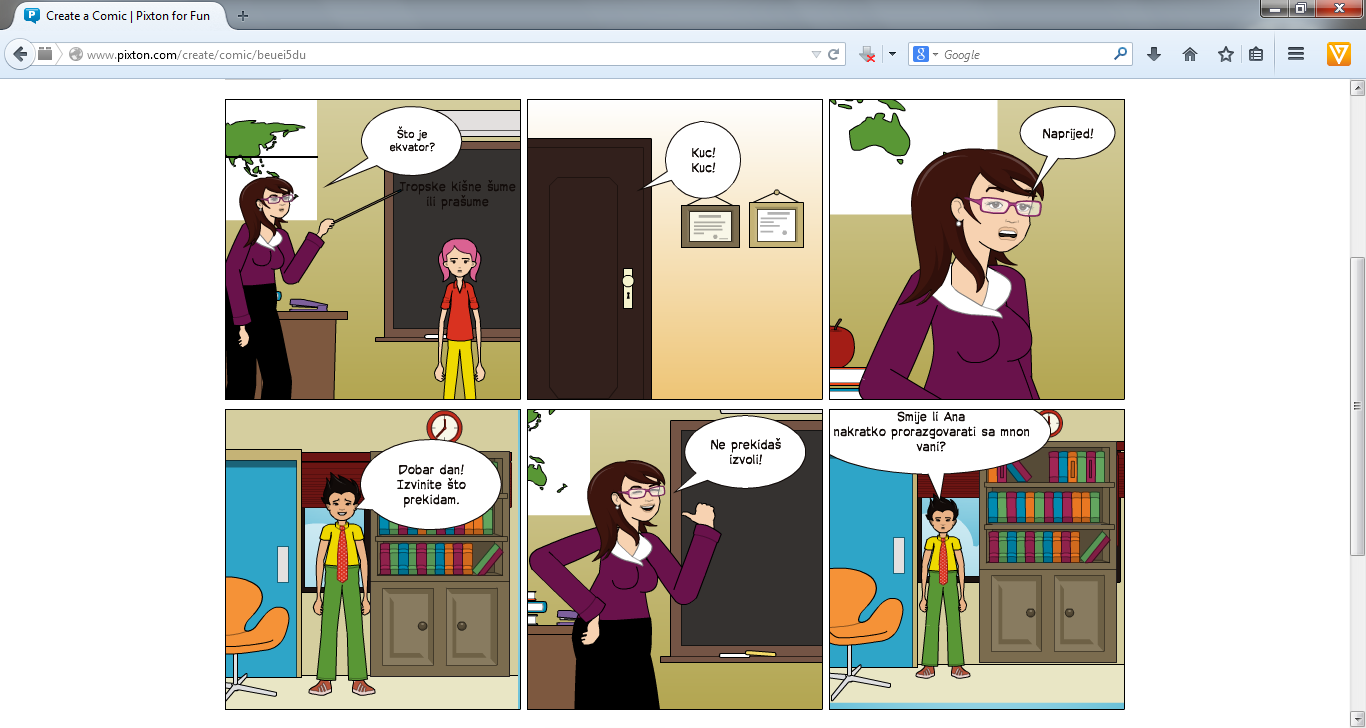 Create a Comic | Pixton for Fun
www.pixton.com/create/comic/beuei5du
Google
Što je
ekvator?
Tropske kišne šume
ili prašume
Kuc!
Kuc!
Naprijed!
Dobar dan!
Izvinite što
prekidam.
Ne prekidaš
izvoli!
Smije li Ana
nakratko prorazgovarati sa mnon
vani?